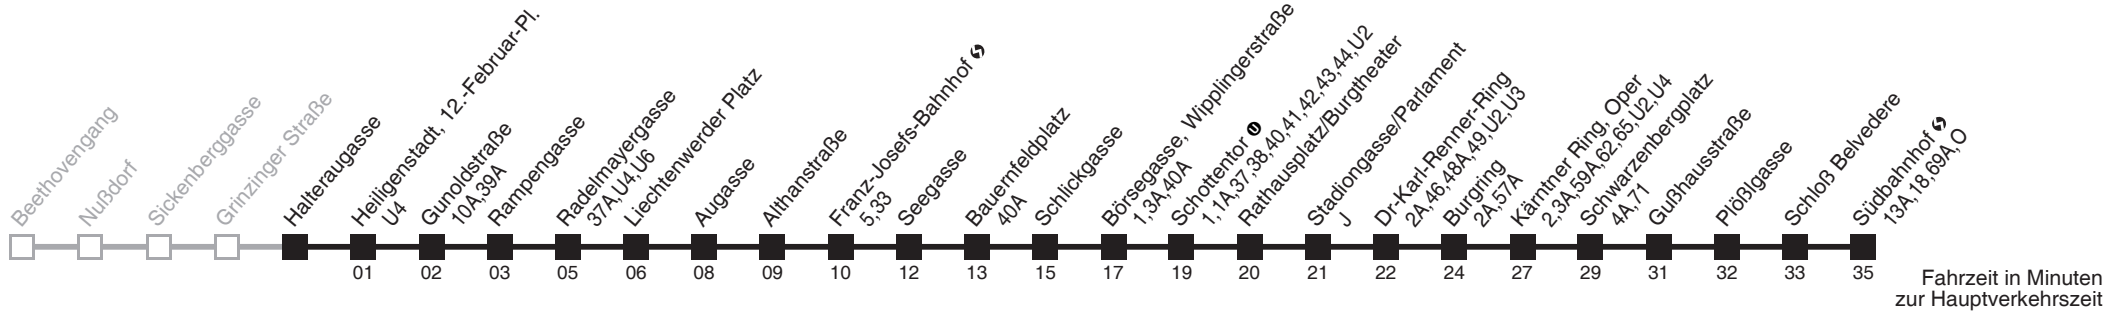 Beethovengang
Nußdorf
Sickenberggasse
Grinzinger Straße
Halteraugasse
Heiligenstadt, 12.-Februar-Pl.
U4
Gunoldstraße
10A,39A
Rampengasse
Radelmayergasse
37A,U4,U6
Liechtenwerder Platz
Augasse
Althanstraße
Franz-Josefs-Bahnhof
5,33
Seegasse
Bauernfeldplatz
40A
Schlickgasse
Börsegasse, Wipplingerstraße
1,3A,40A
Schottentor U
1,1A,37,38,40,41,42,43,44,U2
Rathausplatz/Burgtheater
Stadiongasse/Parlament
J
Dr-Karl-Renner-Ring
2A,46,48A,49,U2,U3
Burgring
2A,57A
Kärntner Ring, Oper
2,3A,59A,62,65,U2,U4
Schwarzenbergplatz
4A,71
Gußhausstraße
Plößlgasse
Schloß Belvedere
Südbahnhof
13A,18,69A,O
01 02 03 05 06 08 09 10 12 13 15 17 19 20 21 22 24 27 29 31 32 33 35
Fahrzeit in Minuten
zur Hauptverkehrszeit